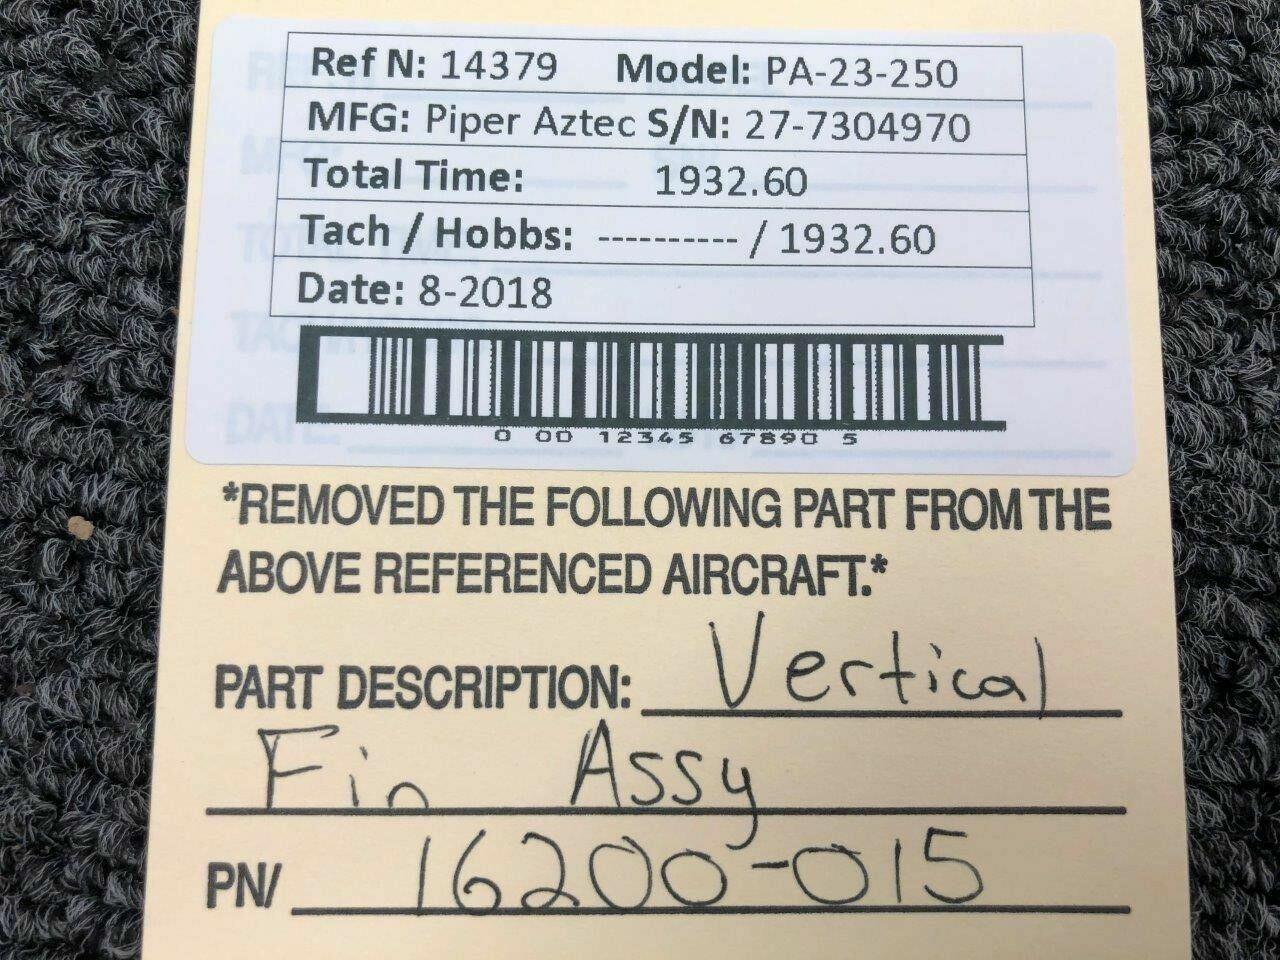 Ref N: 14379 Model: PA-23-250
MFG: Piper Aztec S/N: 27-7304970
Total Time: 1932.60
Tach / Hobbs: ---------- / 1932.60
Date: 8-2018
0 00 12345 67890 5
*REMOVED THE FOLLOWING PART FROM THE
ABOVE REFERENCED AIRCRAFT.*
PART DESCRIPTION: Vertical
Fin Assy
PN/ 16200-015